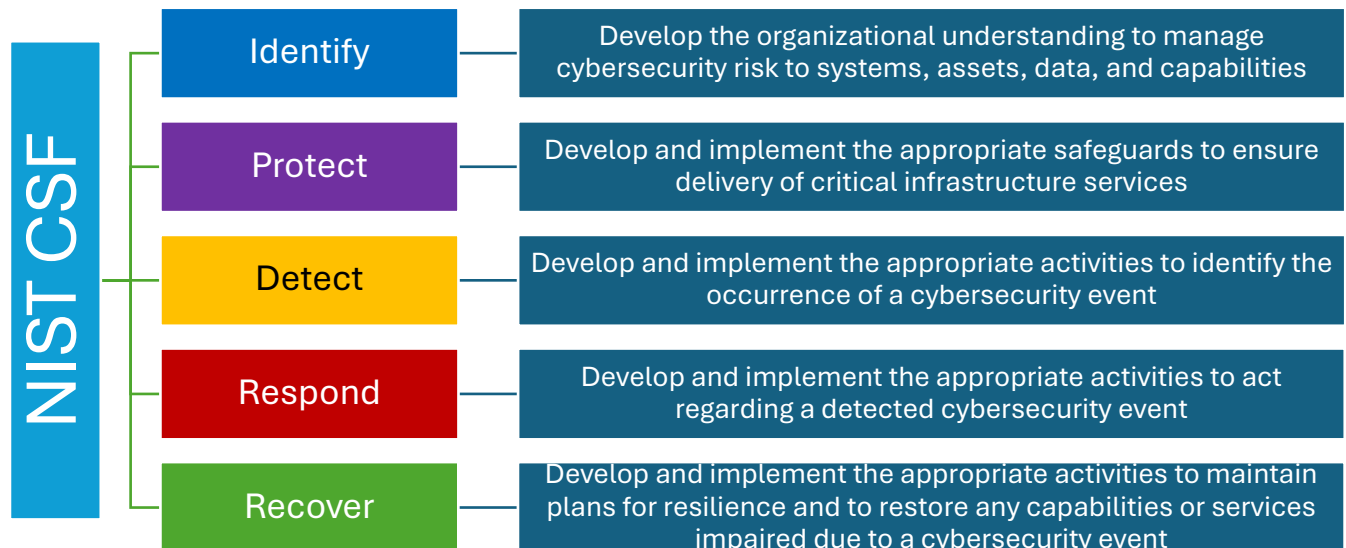 NIST CSF
Identify
Develop the organizational understanding to manage
cybersecurity risk to systems, assets, data, and capabilities
Protect
Develop and implement the appropriate safeguards to ensure
delivery of critical infrastructure services
Detect
Develop and implement the appropriate activities to identify the
occurrence of a cybersecurity event
Respond
Develop and implement the appropriate activities to act
regarding a detected cybersecurity event
Recover
Develop and implement the appropriate activities to maintain
plans for resilience and to restore any capabilities or services
impaired due to a cybersecurity event